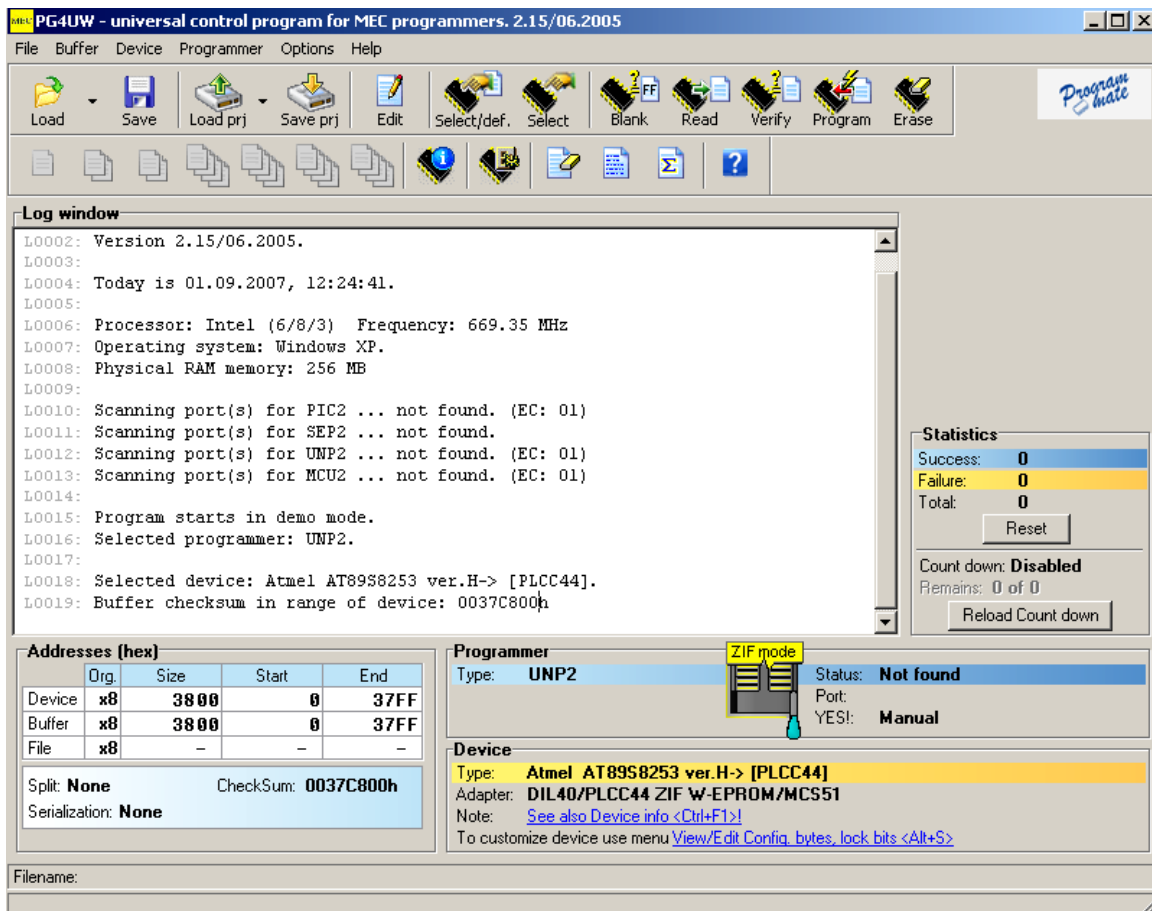 MEC PG4UW - universal control program for MEC programmers. 2.15/06.2005
File Buffer Device Programmer Options Help
Load Save Load prj Save prj Edit Select/def. Select Blank Read Verify Program Erase
Program mate
Log window
L0002: Version 2.15/06.2005.
L0003:
L0004: Today is 01.09.2007, 12:24:41.
L0005:
L0006: Processor: Intel (6/8/3) Frequency: 669.35 MHz
L0007: Operating system: Windows XP.
L0008: Physical RAM memory: 256 MB
L0009:
L0010: Scanning port(s) for PIC2 ... not found. (EC: 01)
L0011: Scanning port(s) for SEP2 ... not found.
L0012: Scanning port(s) for UNP2 ... not found. (EC: 01)
L0013: Scanning port(s) for MCU2 ... not found. (EC: 01)
L0014:
L0015: Program starts in demo mode.
L0016: Selected programmer: UNP2.
L0017:
L0018: Selected device: Atmel AT89S8253 ver.H-> [PLCC44].
L0019: Buffer checksum in range of device: 0037C800h
Statistics
Success: 0
Failure: 0
Total: 0
Reset
Count down: Disabled
Remains: 0 of 0
Reload Count down
Addresses (hex)
Org. Size Start End
Device x8 3800 0 37FF
Buffer x8 3800 0 37FF
File x8 - - -
Split: None CheckSum: 0037C800h
Serialization: None
Programmer
Type: UNP2
ZIF mode
Status: Not found
Port:
YES!: Manual
Device
Type: Atmel AT89S8253 ver.H-> [PLCC44]
Adapter: DIL40/PLCC44 ZIF W-EPROM/MCS51
Note: See also Device info <Ctrl+F1>!
To customize device use menu View/Edit Config. bytes, lock bits <Alt+S>
Filename: